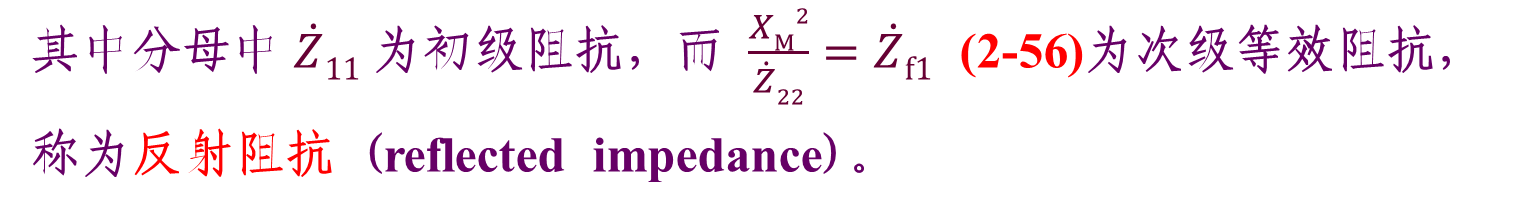 其中分母中 Ż₁₁ 为初级阻抗，而 X_M²/Ż₂₂ = Ż_f1 (2-56)为次级等效阻抗，
称为反射阻抗 (reflected impedance)。